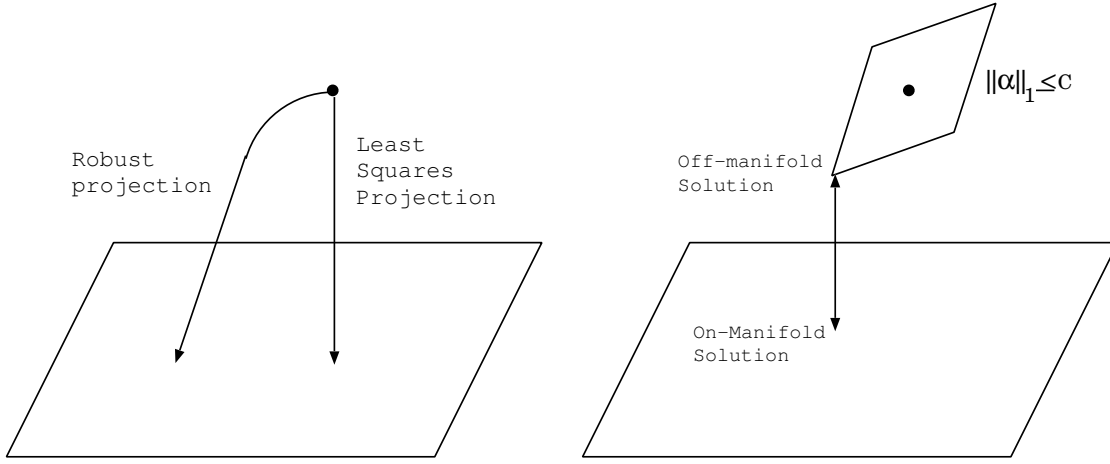 Robust
projection
Least
Squares
Projection
‖α‖₁≤c
Off-manifold
Solution
On-Manifold
Solution